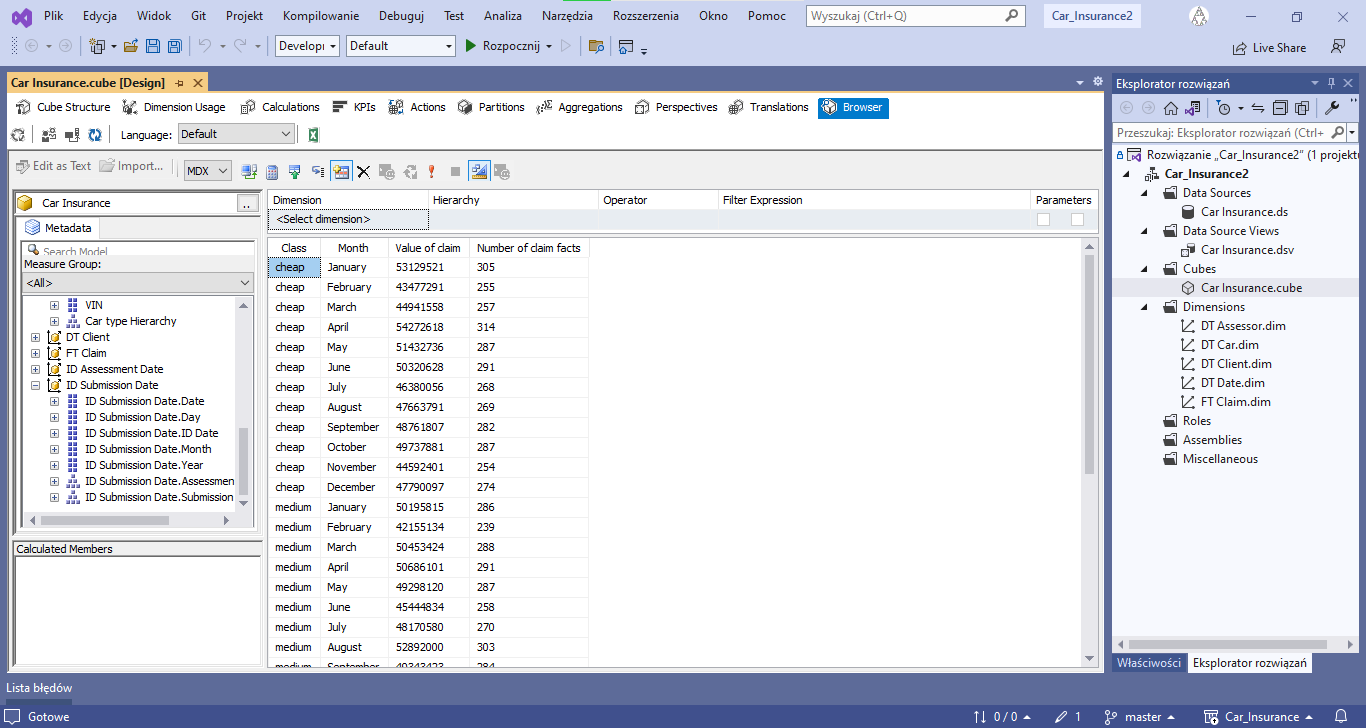 Plik Edycja Widok Git Projekt Kompilowanie Debuguj Test Analiza Narzędzia Rozszerzenia Okno Pomoc Wyszukaj (Ctrl+Q) Car_Insurance2
Developı Default Rozpocznij Live Share
Car Insurance.cube [Design]
Cube Structure Dimension Usage Calculations KPIs Actions Partitions Aggregations Perspectives Translations Browser
Language: Default
Edit as Text Import... MDX
Car Insurance ..
Metadata
Search Model
Measure Group:
<All>
VIN
Car type Hierarchy
DT Client
FT Claim
ID Assessment Date
ID Submission Date
ID Submission Date.Date
ID Submission Date.Day
ID Submission Date.ID Date
ID Submission Date.Month
ID Submission Date.Year
ID Submission Date.Assessmen
ID Submission Date.Submission
Calculated Members
Dimension Hierarchy Operator Filter Expression Parameters
<Select dimension>
Class Month Value of claim Number of claim facts
cheap January 53129521 305
cheap February 43477291 255
cheap March 44941558 257
cheap April 54272618 314
cheap May 51432736 287
cheap June 50320628 291
cheap July 46380056 268
cheap August 47663791 269
cheap September 48761807 282
cheap October 49737881 287
cheap November 44592401 254
cheap December 47790097 274
medium January 50195815 286
medium February 42155134 239
medium March 50453424 288
medium April 50686101 291
medium May 49298120 287
medium June 45444834 258
medium July 48170580 270
medium August 52892000 303
medium September 49343423 284
Eksplorator rozwiązań
Przeszukaj: Eksplorator rozwiązań (Ctrl+
Rozwiązanie „Car_Insurance2” (1 projektu
Car_Insurance2
Data Sources
Car Insurance.ds
Data Source Views
Car Insurance.dsv
Cubes
Car Insurance.cube
Dimensions
DT Assessor.dim
DT Car.dim
DT Client.dim
DT Date.dim
FT Claim.dim
Roles
Assemblies
Miscellaneous
Właściwości Eksplorator rozwiązań
Lista błędów
Gotowe 0 / 0 1 master Car_Insurance